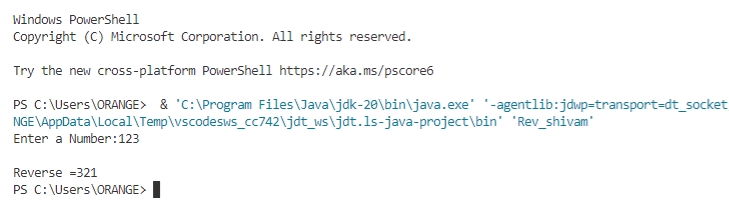 Windows PowerShell
Copyright (C) Microsoft Corporation. All rights reserved.
Try the new cross-platform PowerShell https://aka.ms/pscore6
PS C:\Users\ORANGE>  & 'C:\Program Files\Java\jdk-20\bin\java.exe' '-agentlib:jdwp=transport=dt_socket
NGE\AppData\Local\Temp\vscodesws_cc742\jdt_ws\jdt.ls-java-project\bin' 'Rev_shivam'
Enter a Number:123
Reverse =321
PS C:\Users\ORANGE>